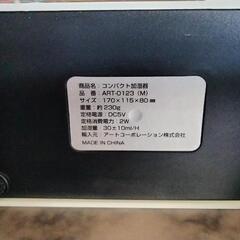 商品名：コンパクト加湿器
品　番：ART-0123（M）
サイズ：170×115×80㎜
重　量：約230g
定格電源：DC5V
定格消費電力：2W
加湿量：30±10ml/H
輸入元：アートコーポレーション株式会社
MADE IN CHINA